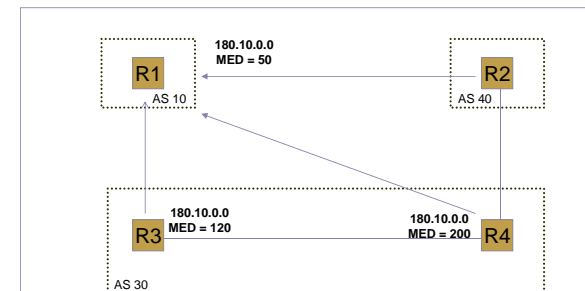 180.10.0.0
MED = 50
R1
R2
AS 10
AS 40
180.10.0.0
MED = 120
180.10.0.0
MED = 200
R3
R4
AS 30